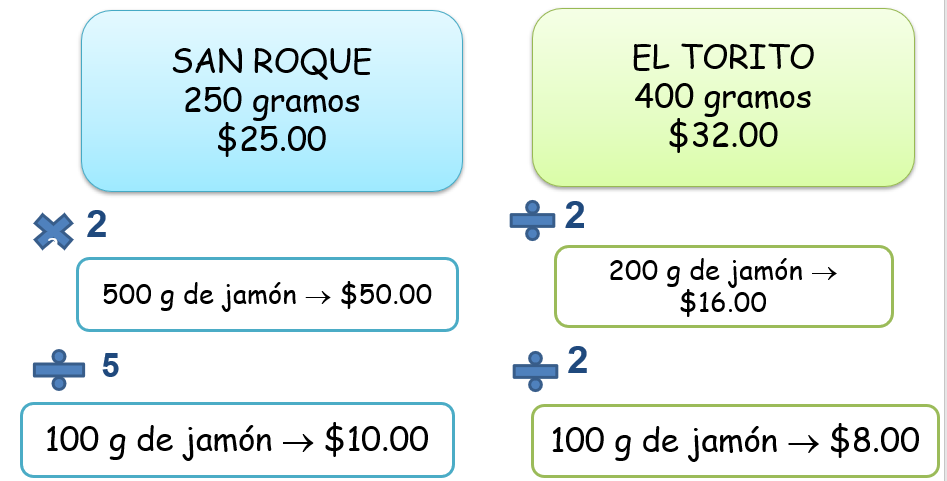 SAN ROQUE
250 gramos
$25.00
EL TORITO
400 gramos
$32.00
2
500 g de jamón → $50.00
5
100 g de jamón → $10.00
2
200 g de jamón →
$16.00
2
100 g de jamón → $8.00